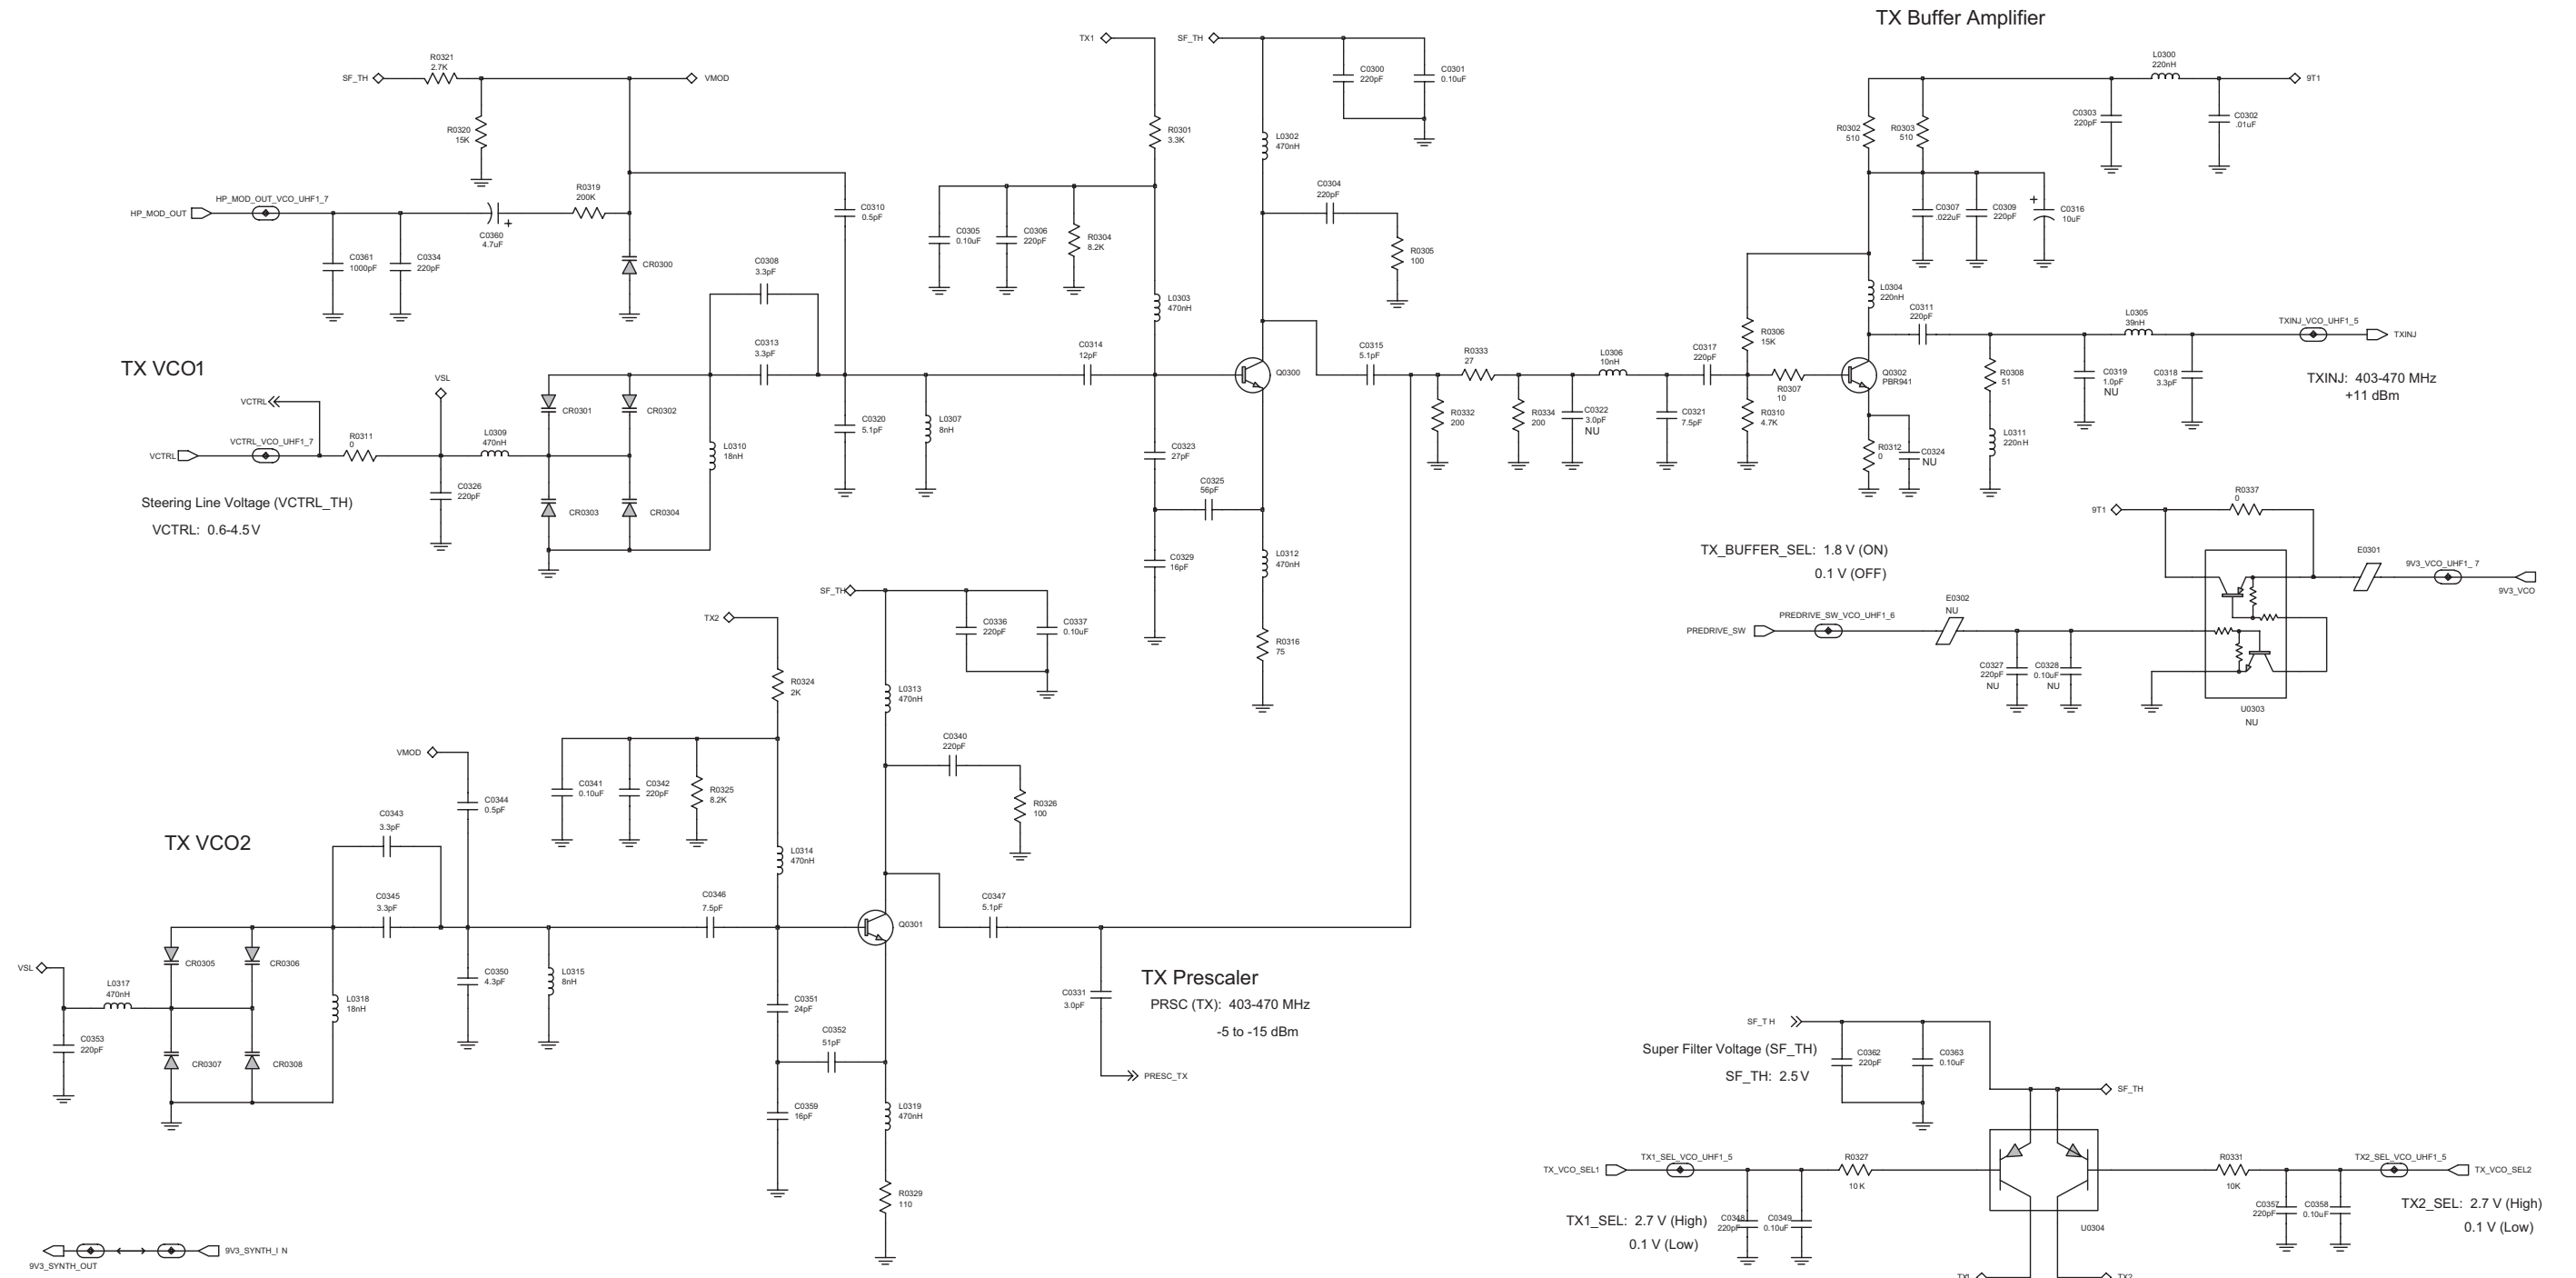 TX Buffer Amplifier
TX1
SF_TH
C0300
220pF
C0301
0.10uF
L0300
220nH
R0321
2.7K
SF_TH
VMOD
9T1
R0320
15K
R0301
3.3K
L0302
470nH
R0302
510
R0303
510
C0303
220pF
C0302
.01uF
HP_MOD_OUT_VCO_UHF1_7
HP_MOD_OUT
R0319
200K
C0360
4.7uF
+
C0361
1000pF
C0334
220pF
CR0300
C0310
0.5pF
C0305
0.10uF
C0306
220pF
R0304
8.2K
C0304
220pF
R0305
100
C0307
.022uF
C0309
220pF
+
C0316
10uF
C0308
3.3pF
L0303
470nH
L0304
220nH
C0311
220pF
L0305
39nH
TXINJ_VCO_UHF1_5
TXINJ
TX VCO1
C0313
3.3pF
C0314
12pF
Q0300
C0315
5.1pF
R0333
27
L0306
10nH
C0317
220pF
R0306
15K
R0307
10
Q0302
PBR941
R0308
51
C0319
1.0pF
NU
C0318
3.3pF
TXINJ: 403-470 MHz
+11 dBm
VSL
VCTRL
VCTRL_VCO_UHF1_7
VCTRL
R0311
0
L0309
470nH
CR0301
CR0302
L0310
18nH
C0320
5.1pF
L0307
8nH
C0323
27pF
R0332
200
R0334
200
C0322
3.0pF
NU
C0321
7.5pF
R0310
4.7K
R0312
0
C0324
NU
L0311
220nH
C0326
220pF
CR0303
CR0304
C0325
56pF
Steering Line Voltage (VCTRL_TH)
VCTRL: 0.6-4.5 V
C0329
16pF
L0312
470nH
R0316
75
TX_BUFFER_SEL: 1.8 V (ON)
0.1 V (OFF)
9T1
R0337
0
E0301
9V3_VCO_UHF1_ 7
9V3_VCO
E0302
NU
PREDRIVE_SW_VCO_UHF1_6
PREDRIVE_SW
C0327
220pF
NU
C0328
0.10uF
NU
U0303
NU
SF_TH
TX2
C0336
220pF
C0337
0.10uF
R0324
2K
L0313
470nH
VMOD
C0340
220pF
C0344
0.5pF
C0341
0.10uF
C0342
220pF
R0325
8.2K
R0326
100
TX VCO2
C0343
3.3pF
L0314
470nH
C0345
3.3pF
C0346
7.5pF
Q0301
C0347
5.1pF
VSL
L0317
470nH
CR0305
CR0306
L0318
18nH
C0350
4.3pF
L0315
8nH
C0351
24pF
C0352
51pF
C0353
220pF
CR0307
CR0308
C0331
3.0pF
TX Prescaler
PRSC (TX): 403-470 MHz
-5 to -15 dBm
PRESC_TX
C0359
16pF
L0319
470nH
R0329
110
SF_T H
Super Filter Voltage (SF_TH)
SF_TH: 2.5 V
C0362
220pF
C0363
0.10uF
SF_TH
TX_VCO_SEL1
TX1_SEL_VCO_UHF1_5
R0327
10 K
R0331
10K
TX2_SEL_VCO_UHF1_5
TX_VCO_SEL2
TX1_SEL: 2.7 V (High)
0.1 V (Low)
C0348
220pF
C0349
0.10uF
U0304
C0357
220pF
C0358
0.10uF
TX2_SEL: 2.7 V (High)
0.1 V (Low)
9V3_SYNTH_OUT
9V3_SYNTH_I N
TX1
TX2